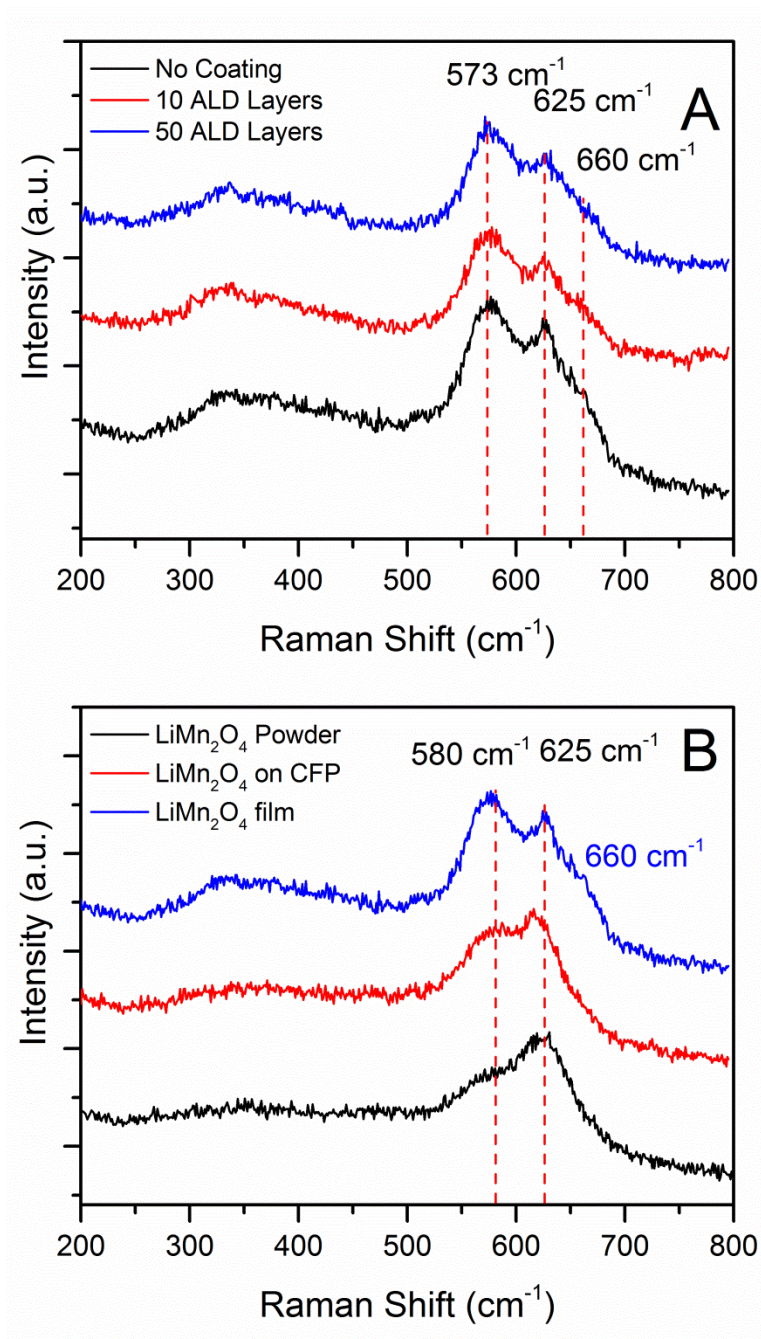 No Coating
10 ALD Layers
50 ALD Layers
573 cm⁻¹
625 cm⁻¹
660 cm⁻¹
A
Intensity (a.u.)
200 300 400 500 600 700 800
Raman Shift (cm⁻¹)
LiMn₂O₄ Powder
LiMn₂O₄ on CFP
LiMn₂O₄ film
580 cm⁻¹ 625 cm⁻¹
660 cm⁻¹
B
Intensity (a.u.)
200 300 400 500 600 700 800
Raman Shift (cm⁻¹)